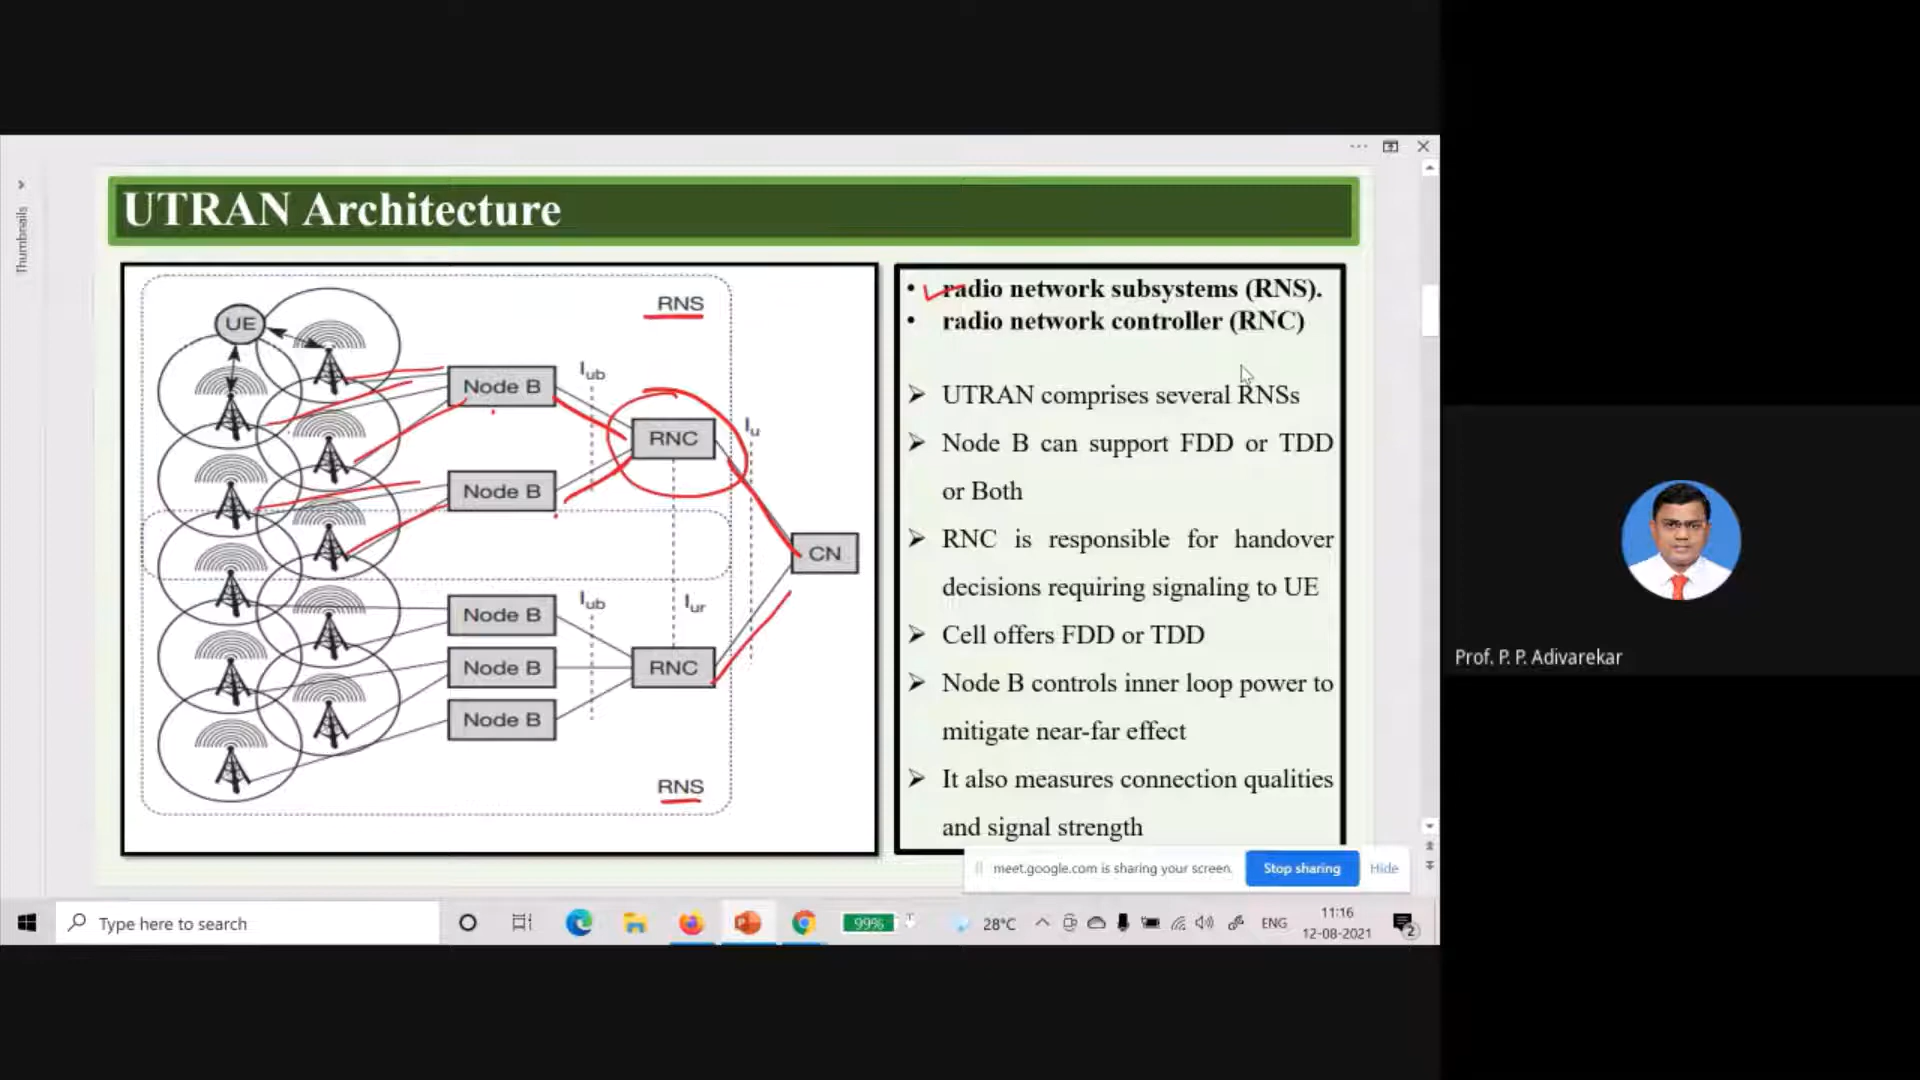 Thumbnails
UTRAN Architecture
RNS
UE
Node B
Iub
RNC
Iu
Node B
CN
Node B
Iub
Iur
Node B
RNC
Node B
RNS
• radio network subsystems (RNS).
• radio network controller (RNC)
➢ UTRAN comprises several RNSs
➢ Node B can support FDD or TDD
or Both
➢ RNC is responsible for handover
decisions requiring signaling to UE
➢ Cell offers FDD or TDD
➢ Node B controls inner loop power to
mitigate near-far effect
➢ It also measures connection qualities
and signal strength
meet.google.com is sharing your screen.
Stop sharing
Hide
Type here to search
99%
28°C
ENG
11:16
12-08-2021
2
Prof. P. P. Adivarekar